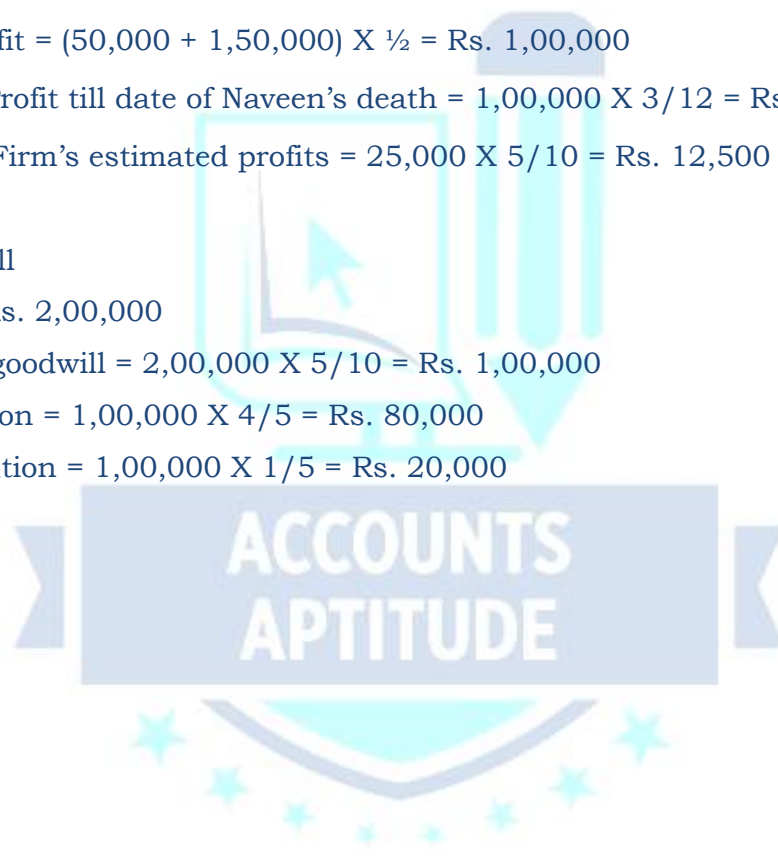 fit = (50,000 + 1,50,000) X ½ = Rs. 1,00,000
rofit till date of Naveen's death = 1,00,000 X 3/12 = Rs
Firm's estimated profits = 25,000 X 5/10 = Rs. 12,500
ll
s. 2,00,000
goodwill = 2,00,000 X 5/10 = Rs. 1,00,000
on = 1,00,000 X 4/5 = Rs. 80,000
tion = 1,00,000 X 1/5 = Rs. 20,000
ACCOUNTS
APTITUDE